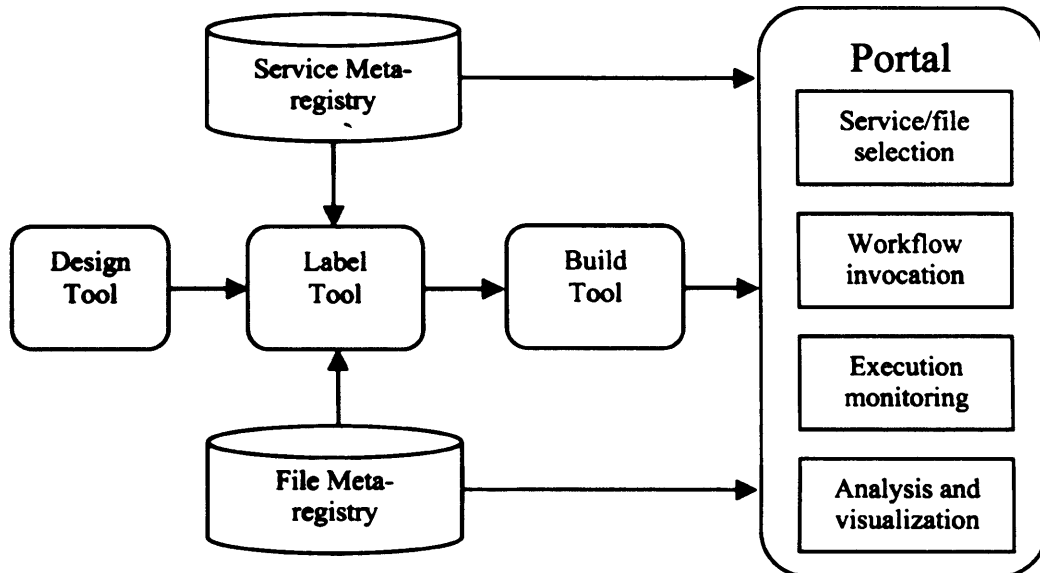 Service Meta-
registry
Portal
Service/file
selection
Design
Tool
Label
Tool
Build
Tool
Workflow
invocation
Execution
monitoring
File Meta-
registry
Analysis and
visualization